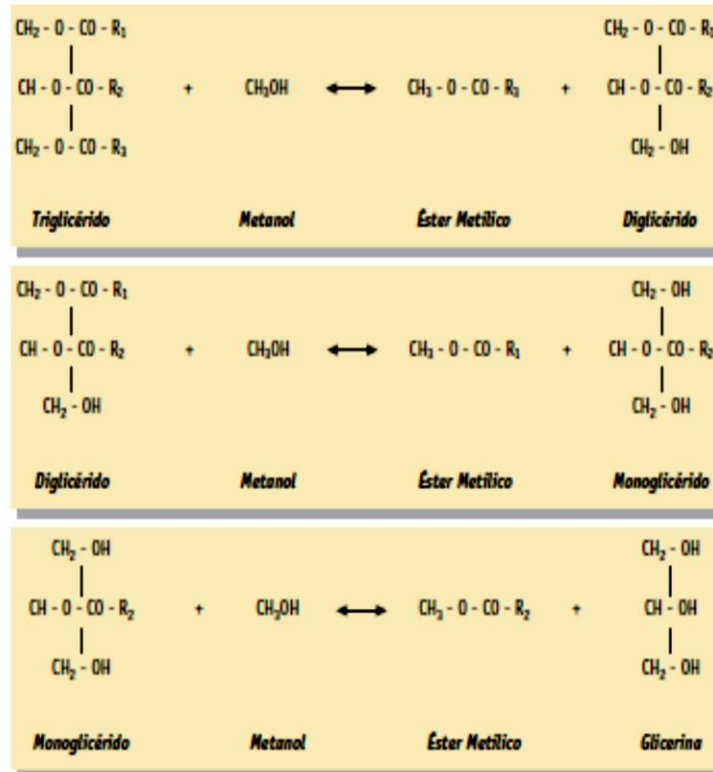 CH₂ - O - CO - R₁ CH₂ - O - CO - R₁
CH - O - CO - R₂ + CH₃OH ⟷ CH₃ - O - CO - R₃ + CH - O - CO - R₂
CH₂ - O - CO - R₃ CH₂ - OH
Triglicérido Metanol Éster Metílico Diglicérido
CH₂ - O - CO - R₁ CH₂ - OH
CH - O - CO - R₂ + CH₃OH ⟷ CH₃ - O - CO - R₁ + CH - O - CO - R₂
CH₂ - OH CH₂ - OH
Diglicérido Metanol Éster Metílico Monoglicérido
CH₂ - OH CH₂ - OH
CH - O - CO - R₂ + CH₃OH ⟷ CH₃ - O - CO - R₂ + CH - OH
CH₂ - OH CH₂ - OH
Monoglicérido Metanol Éster Metílico Glicerina